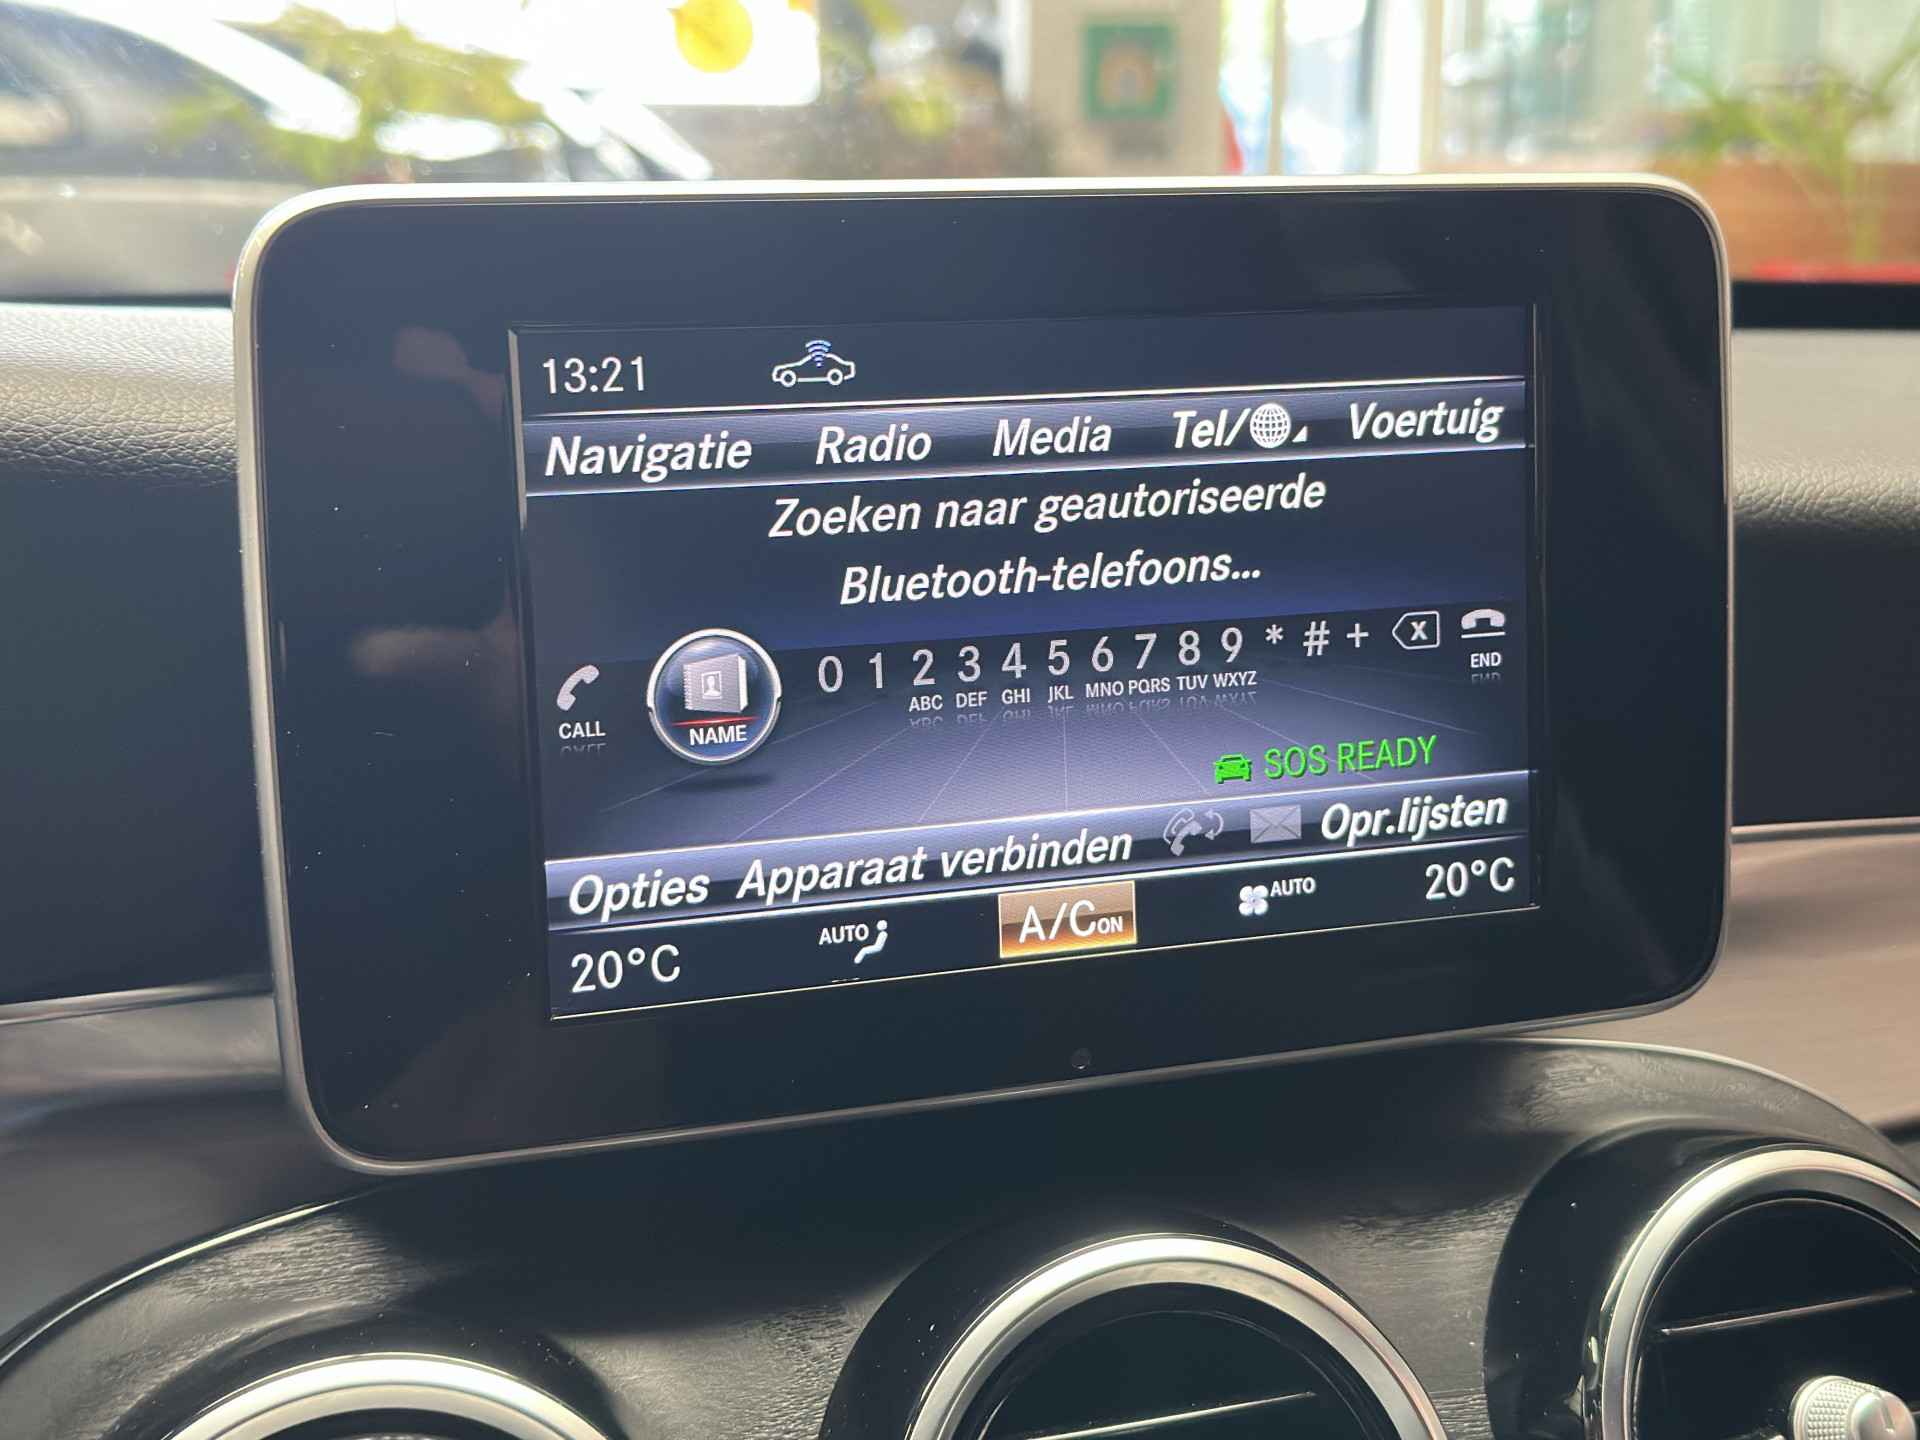 13:21
Navigatie Radio Media Tel/ Voertuig
Zoeken naar geautoriseerde
Bluetooth-telefoons...
0 1 2 3 4 5 6 7 8 9 * # +
ABC DEF GHI JKL MNO PQRS TUV WXYZ
CALL NAME END
SOS READY
Opties Apparaat verbinden Opr.lijsten
20°C AUTO A/C ON AUTO 20°C